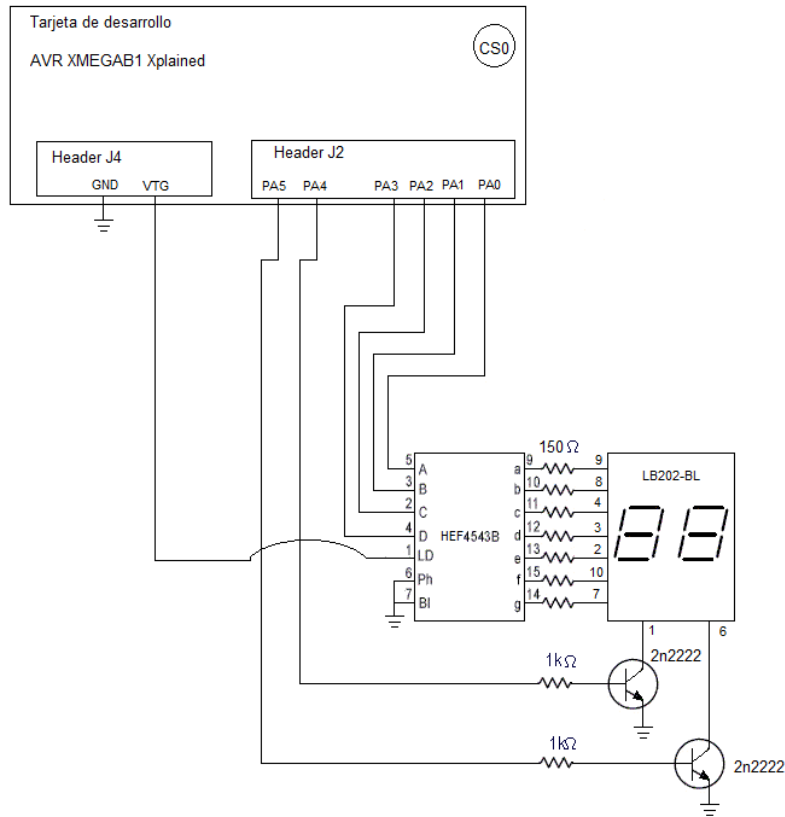 Tarjeta de desarrollo
AVR XMEGAB1 Xplained
CS0
Header J4
GND VTG
Header J2
PA5 PA4 PA3 PA2 PA1 PA0
150 Ω
5 A a 9 9
LB202-BL
3 B b 10 8
2 C c 11 4
4 D HEF4543B d 12 3
1 LD e 13 2
6 Ph f 15 10
7 BI g 14 7
1 6
1kΩ
2n2222
1kΩ
2n2222